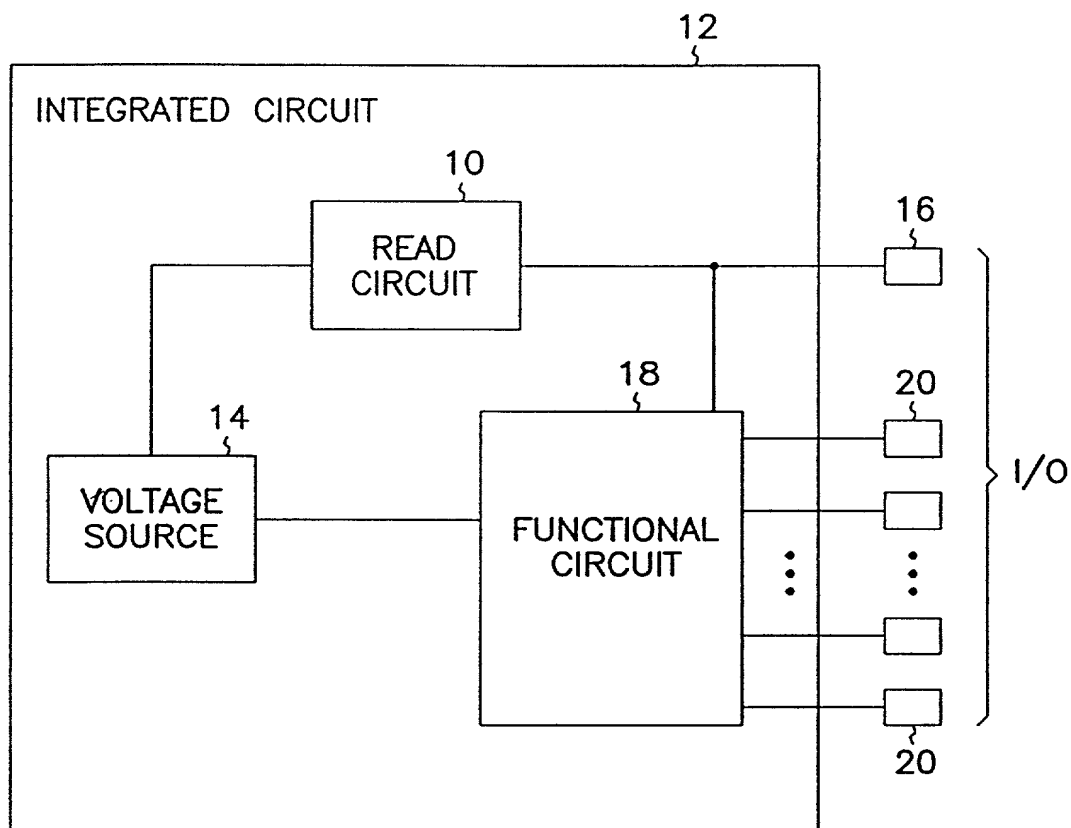 12
INTEGRATED CIRCUIT
10
READ
CIRCUIT
16
18
20
14
VOLTAGE
SOURCE
FUNCTIONAL
CIRCUIT
I/O
20